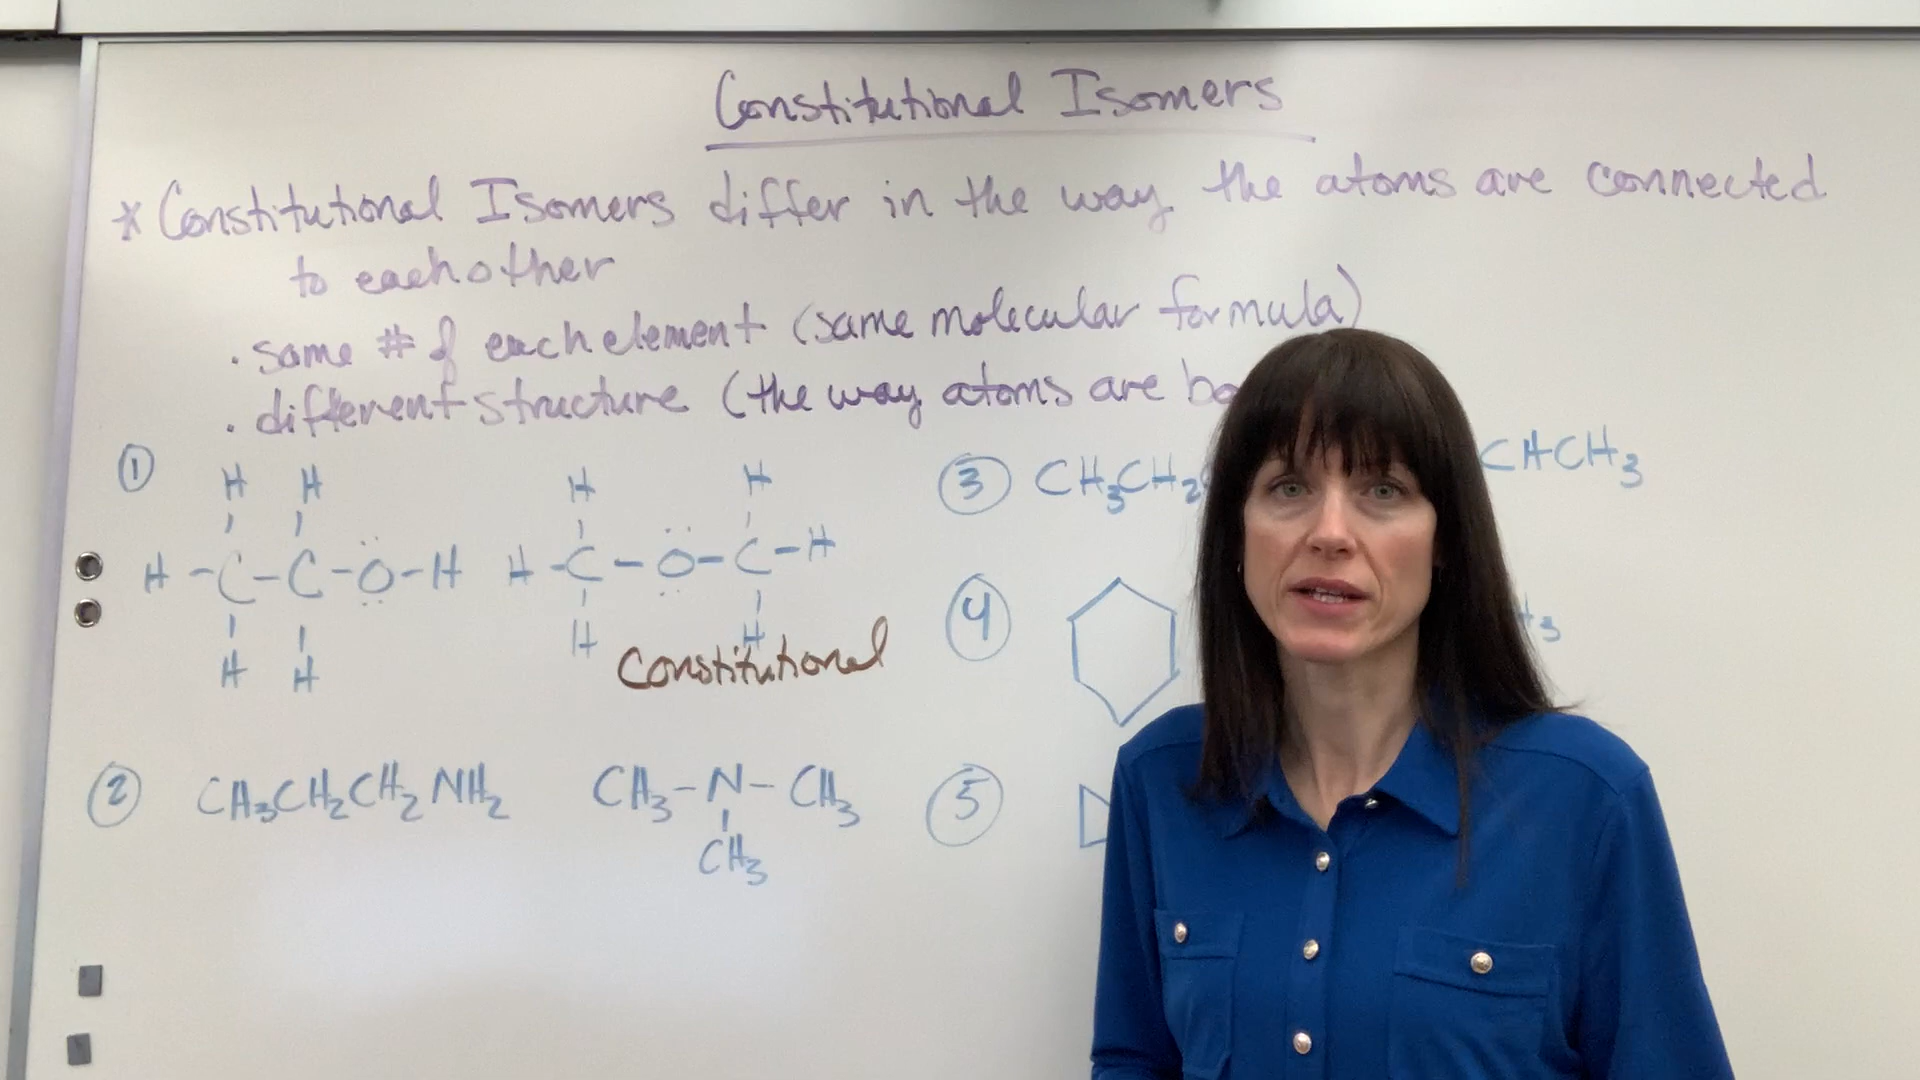 Constitutional Isomers
* Constitutional Isomers differ in the way the atoms are connected
to each other
. same # of each element (same molecular formula)
. different structure (the way atoms are
①
H H
H-C-C-O-H
H H
H H
H-C-O-C-H
H H
Constitutional
② CH₃CH₂CH₂NH₂
CH₃-N-CH₃
CH₃
③ CH₃CH₂ CHCH₃
④
⑤